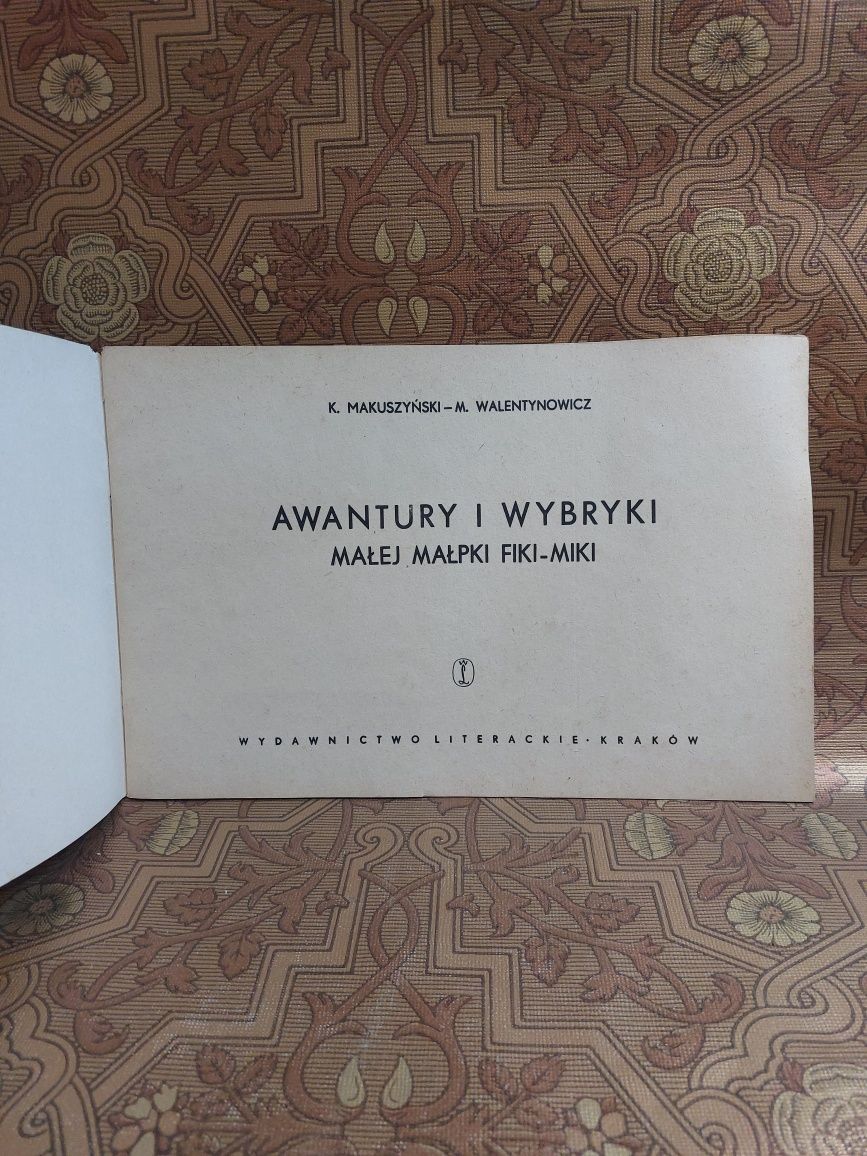 K. MAKUSZYŃSKI – M. WALENTYNOWICZ
AWANTURY I WYBRYKI
MAŁEJ MAŁPKI FIKI-MIKI
WYDAWNICTWO LITERACKIE · KRAKÓW